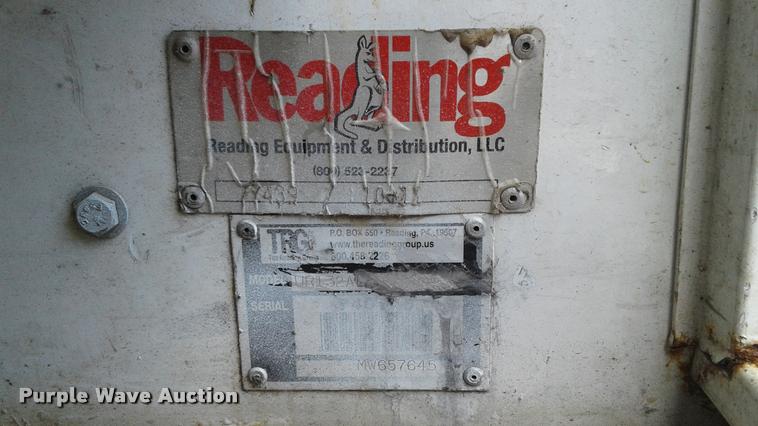 Reading
Reading Equipment & Distribution, LLC
(800) 523-2237
TRG
P.O. BOX 650 • Reading, PA. 19607
www.thereadinggroup.us
800.458.2226
MODEL
SERIAL
MW657645
Purple Wave Auction